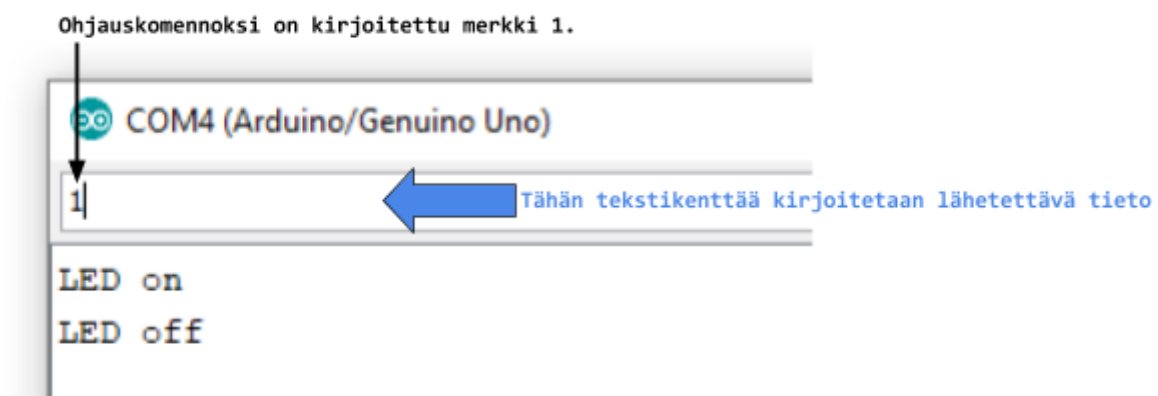 Ohjauskomennoksi on kirjoitettu merkki 1.
COM4 (Arduino/Genuino Uno)
1
Tähän tekstikenttää kirjoitetaan lähetettävä tieto
LED on
LED off